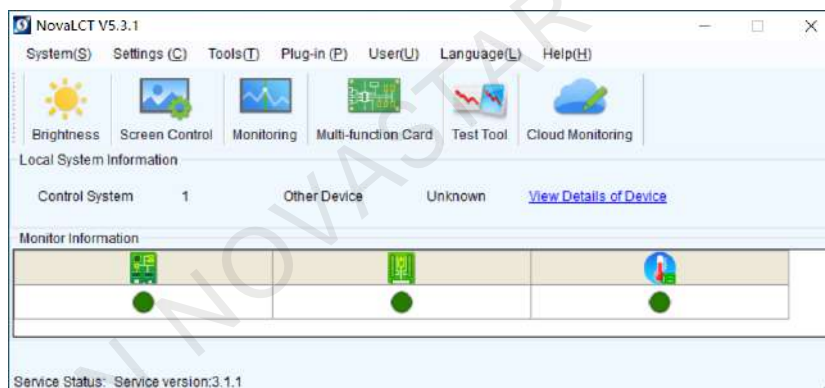 NovaLCT V5.3.1
System(S) Settings (C) Tools(T) Plug-in (P) User(U) Language(L) Help(H)
Brightness Screen Control Monitoring Multi-function Card Test Tool Cloud Monitoring
Local System Information
Control System 1 Other Device Unknown View Details of Device
Monitor Information
Service Status: Service version:3.1.1
N NOVASTAR